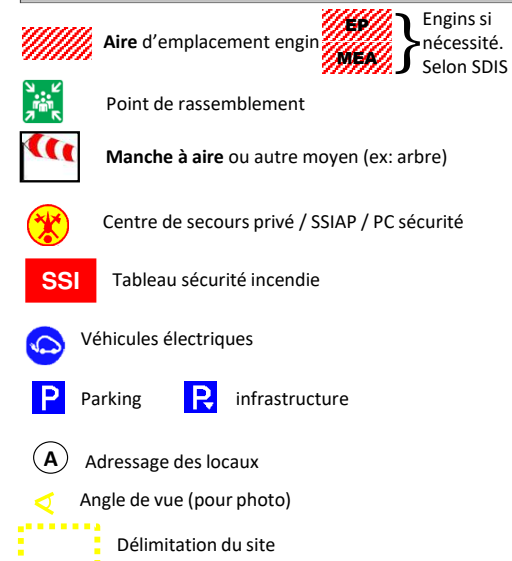 Aire d'emplacement engin EP MEA } Engins si nécessité. Selon SDIS
Point de rassemblement
Manche à aire ou autre moyen (ex: arbre)
Centre de secours privé / SSIAP / PC sécurité
SSI Tableau sécurité incendie
Véhicules électriques
P Parking P infrastructure
A Adressage des locaux
Angle de vue (pour photo)
Délimitation du site